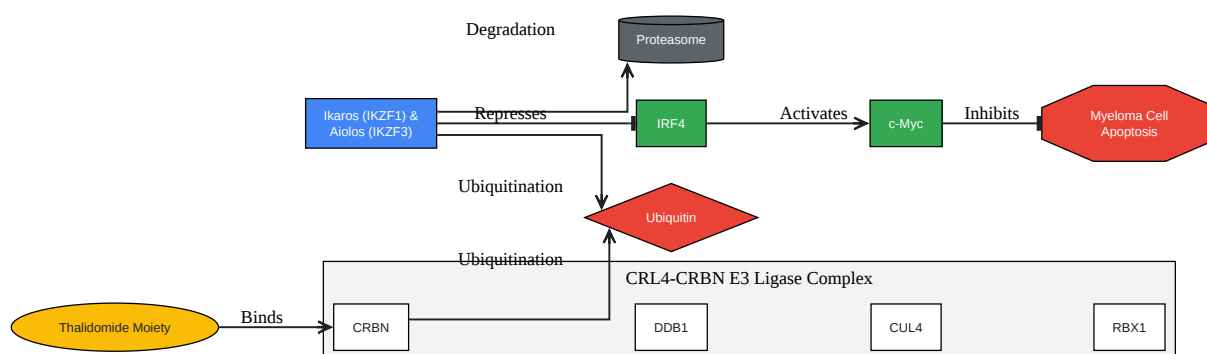 Degradation
Proteasome
Ikaros (IKZF1) &
Aiolos (IKZF3)
Represses
IRF4
Activates
c-Myc
Inhibits
Myeloma Cell
Apoptosis
Ubiquitination
Ubiquitin
Ubiquitination
CRL4-CRBN E3 Ligase Complex
Thalidomide Moiety
Binds
CRBN
DDB1
CUL4
RBX1